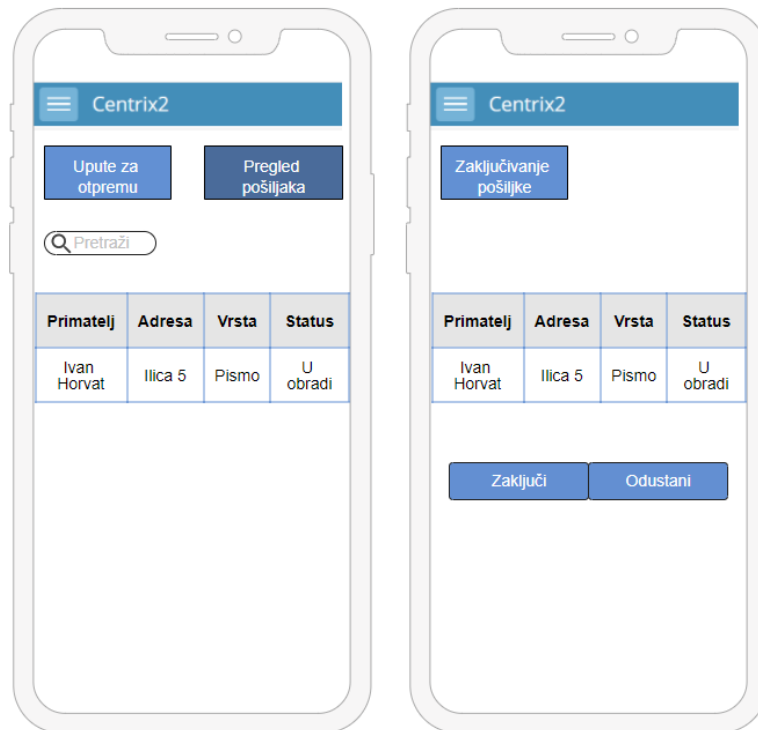 Centrix2
Upute za
otpremu
Pregled
pošiljaka
Pretraži
Primatelj Adresa Vrsta Status
Ivan
Horvat
Ilica 5
Pismo
U
obradi
Centrix2
Zaključivanje
pošiljke
Primatelj Adresa Vrsta Status
Ivan
Horvat
Ilica 5
Pismo
U
obradi
Zaključi
Odustani